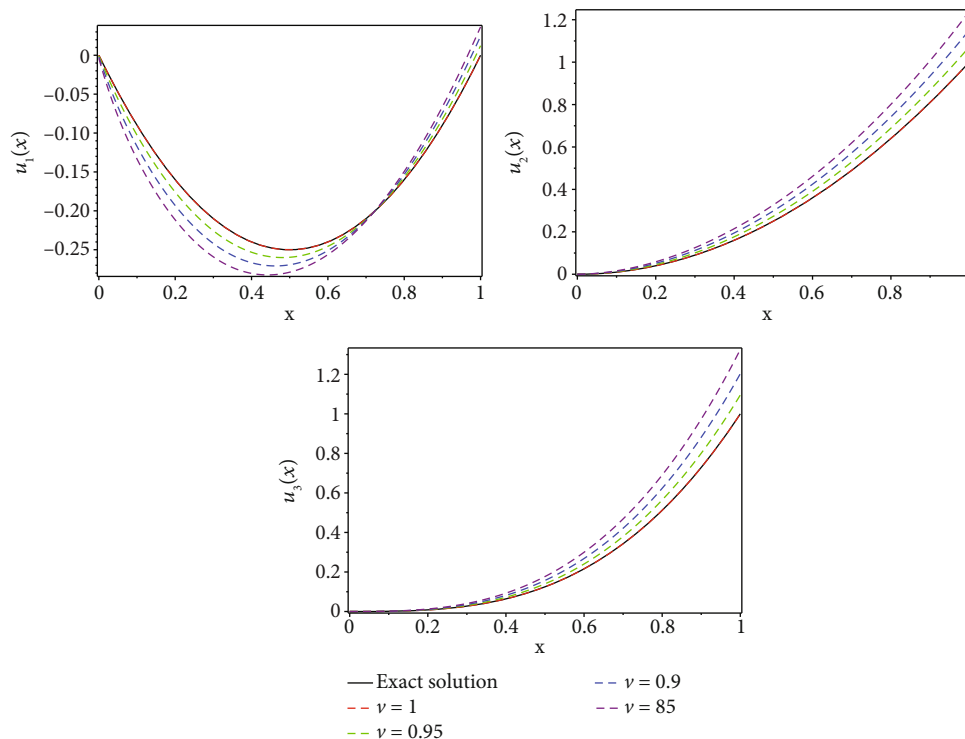 0
−0.05
−0.10
−0.15
−0.20
−0.25
u₁(x)
0 0.2 0.4 0.6 0.8 1
x
1.2
1
0.8
0.6
0.4
0.2
0
u₂(x)
0 0.2 0.4 0.6 0.8
x
1.2
1
0.8
0.6
0.4
0.2
0
u₃(x)
0 0.2 0.4 0.6 0.8 1
x
Exact solution
ν = 1
ν = 0.95
ν = 0.9
ν = 85